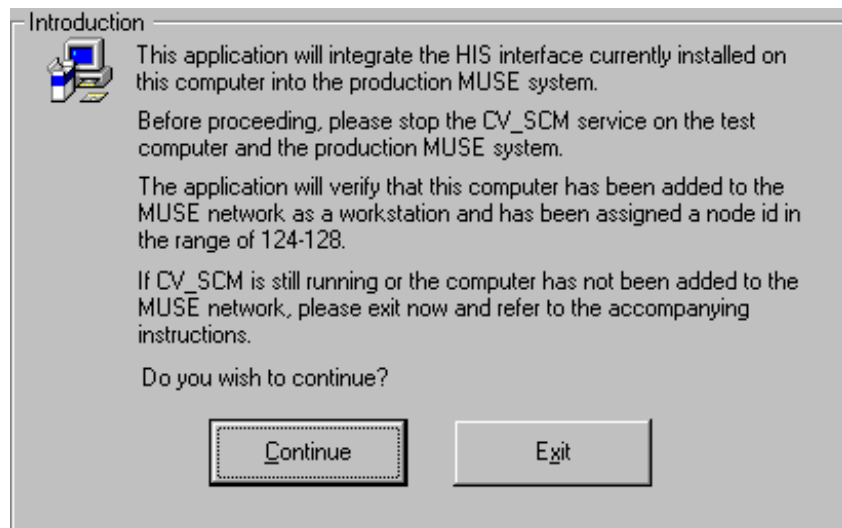 Introduction
This application will integrate the HIS interface currently installed on
this computer into the production MUSE system.
Before proceeding, please stop the CV_SCM service on the test
computer and the production MUSE system.
The application will verify that this computer has been added to the
MUSE network as a workstation and has been assigned a node id in
the range of 124-128.
If CV_SCM is still running or the computer has not been added to the
MUSE network, please exit now and refer to the accompanying
instructions.
Do you wish to continue?
Continue
Exit